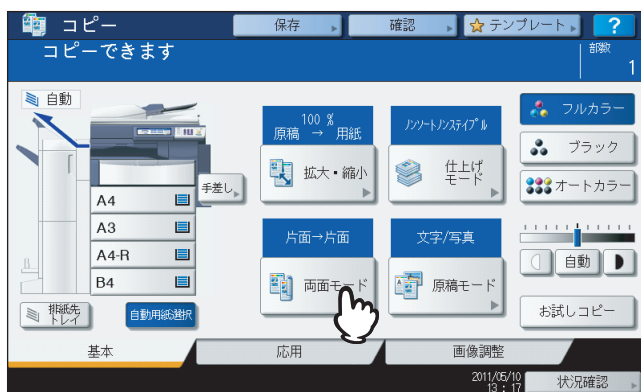 コピー
保存
確認
テンプレート
?
コピーできます
部数
1
自動
手差し
A4
A3
A4-R
B4
排紙先
トレイ
自動用紙選択
100 %
原稿 → 用紙
拡大・縮小
ノンソートノンステイプル
仕上げ
モード
片面→片面
両面モード
文字/写真
原稿モード
フルカラー
ブラック
オートカラー
自動
お試しコピー
基本
応用
画像調整
2011/05/10
13 : 17
状況確認